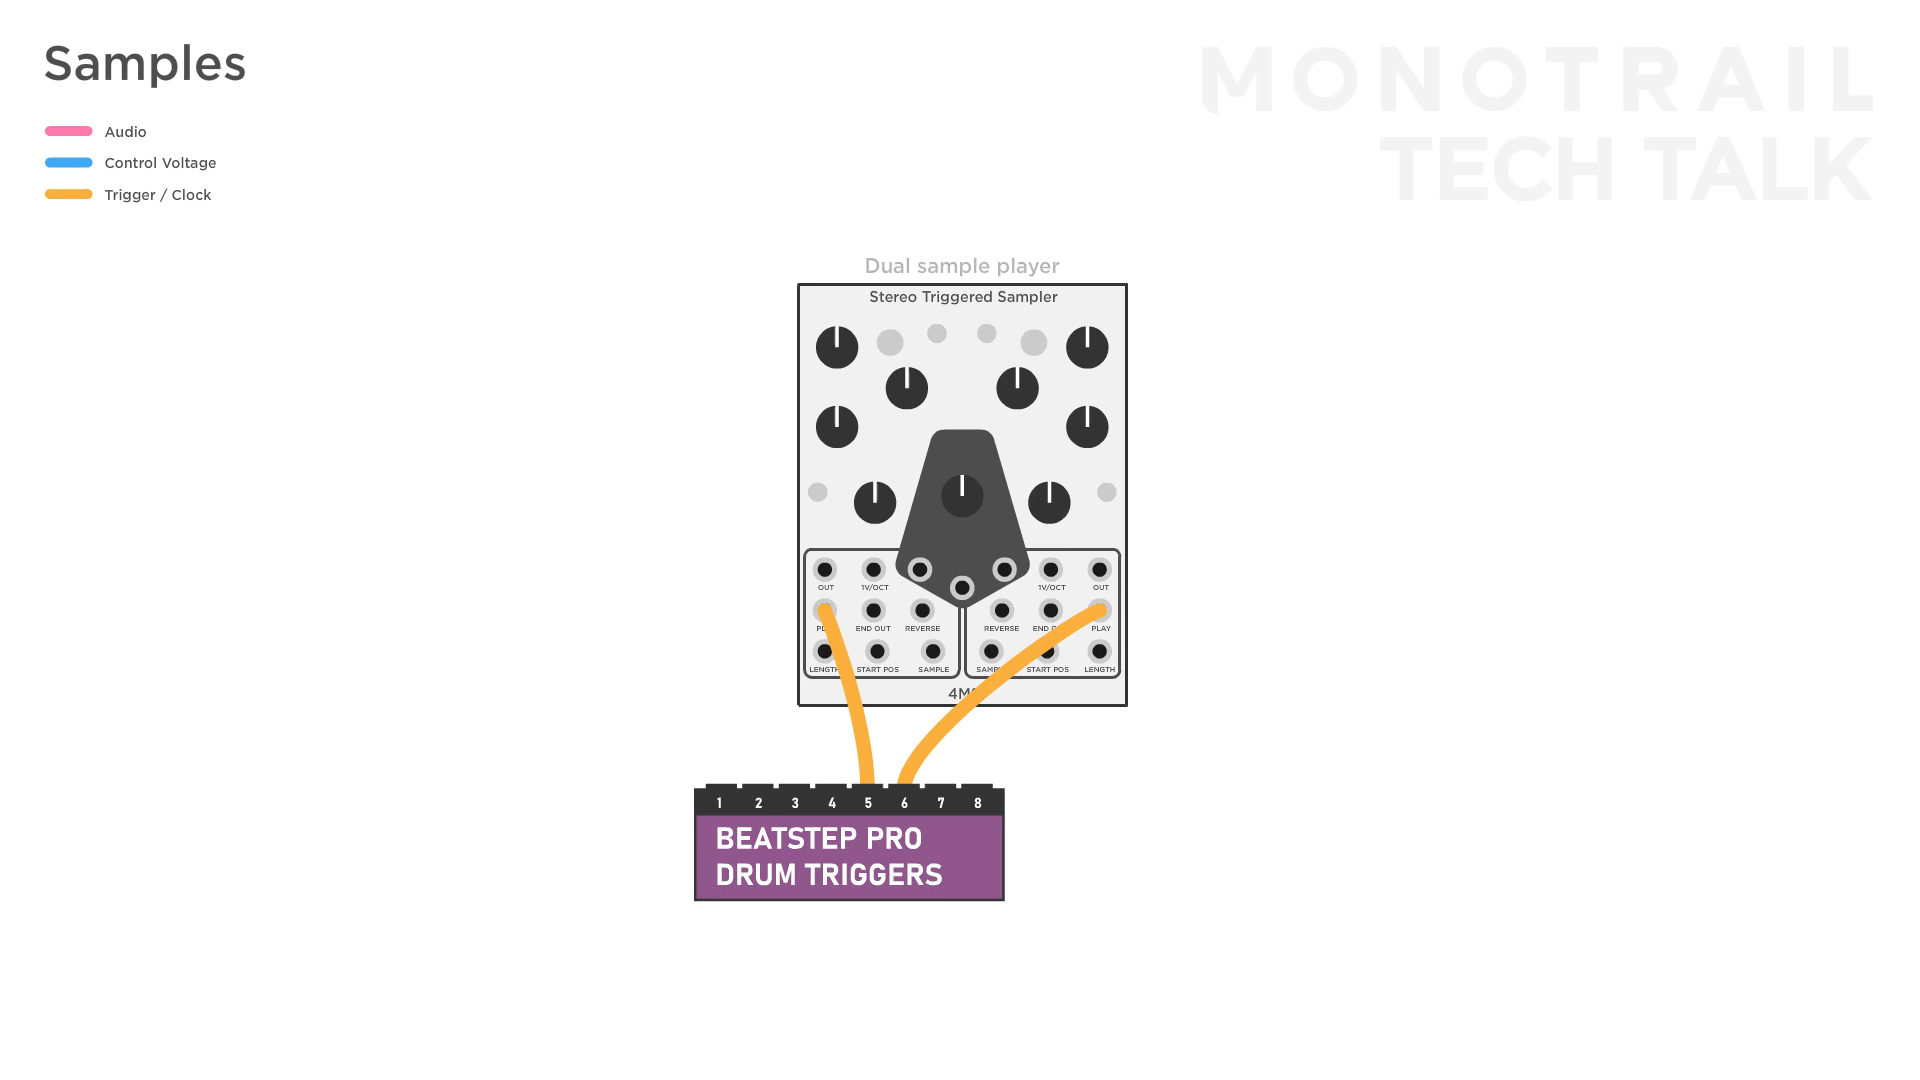 Samples
MONOTRAIL
TECH TALK
Audio
Control Voltage
Trigger / Clock
Dual sample player
Stereo Triggered Sampler
OUT 1V/OCT 1V/OCT OUT
END OUT REVERSE REVERSE PLAY
LENGTH START POS SAMPLE START POS LENGTH
1 2 3 4 5 6 7 8
BEATSTEP PRO
DRUM TRIGGERS